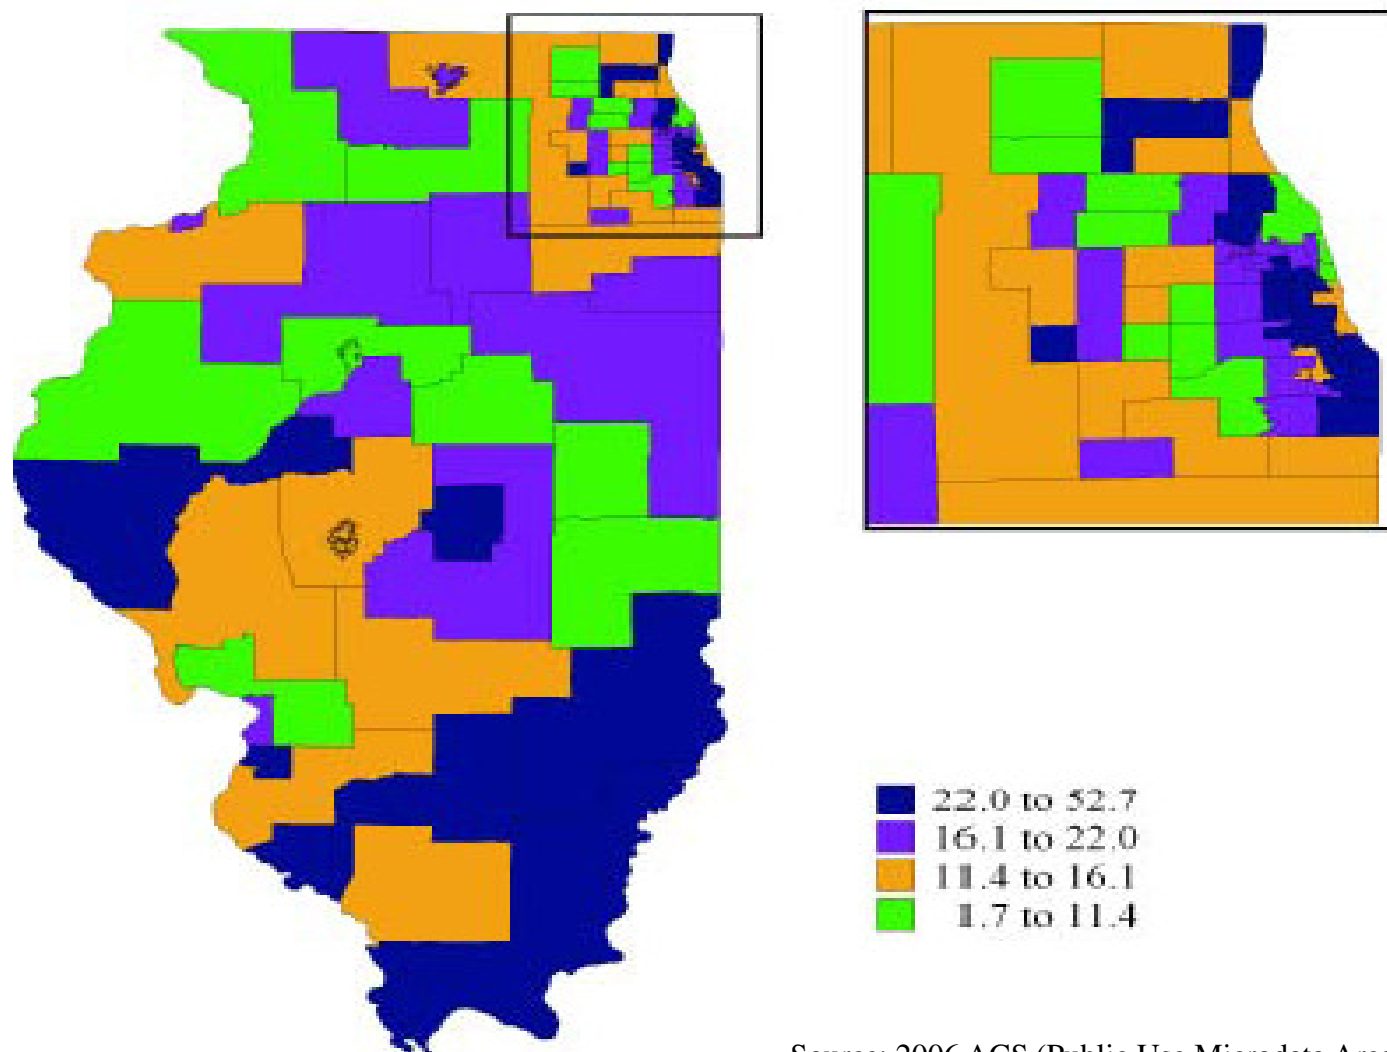 22.0 to 52.7
16.1 to 22.0
11.4 to 16.1
1.7 to 11.4
Source: 2006 ACS (Public Use Microdata Area